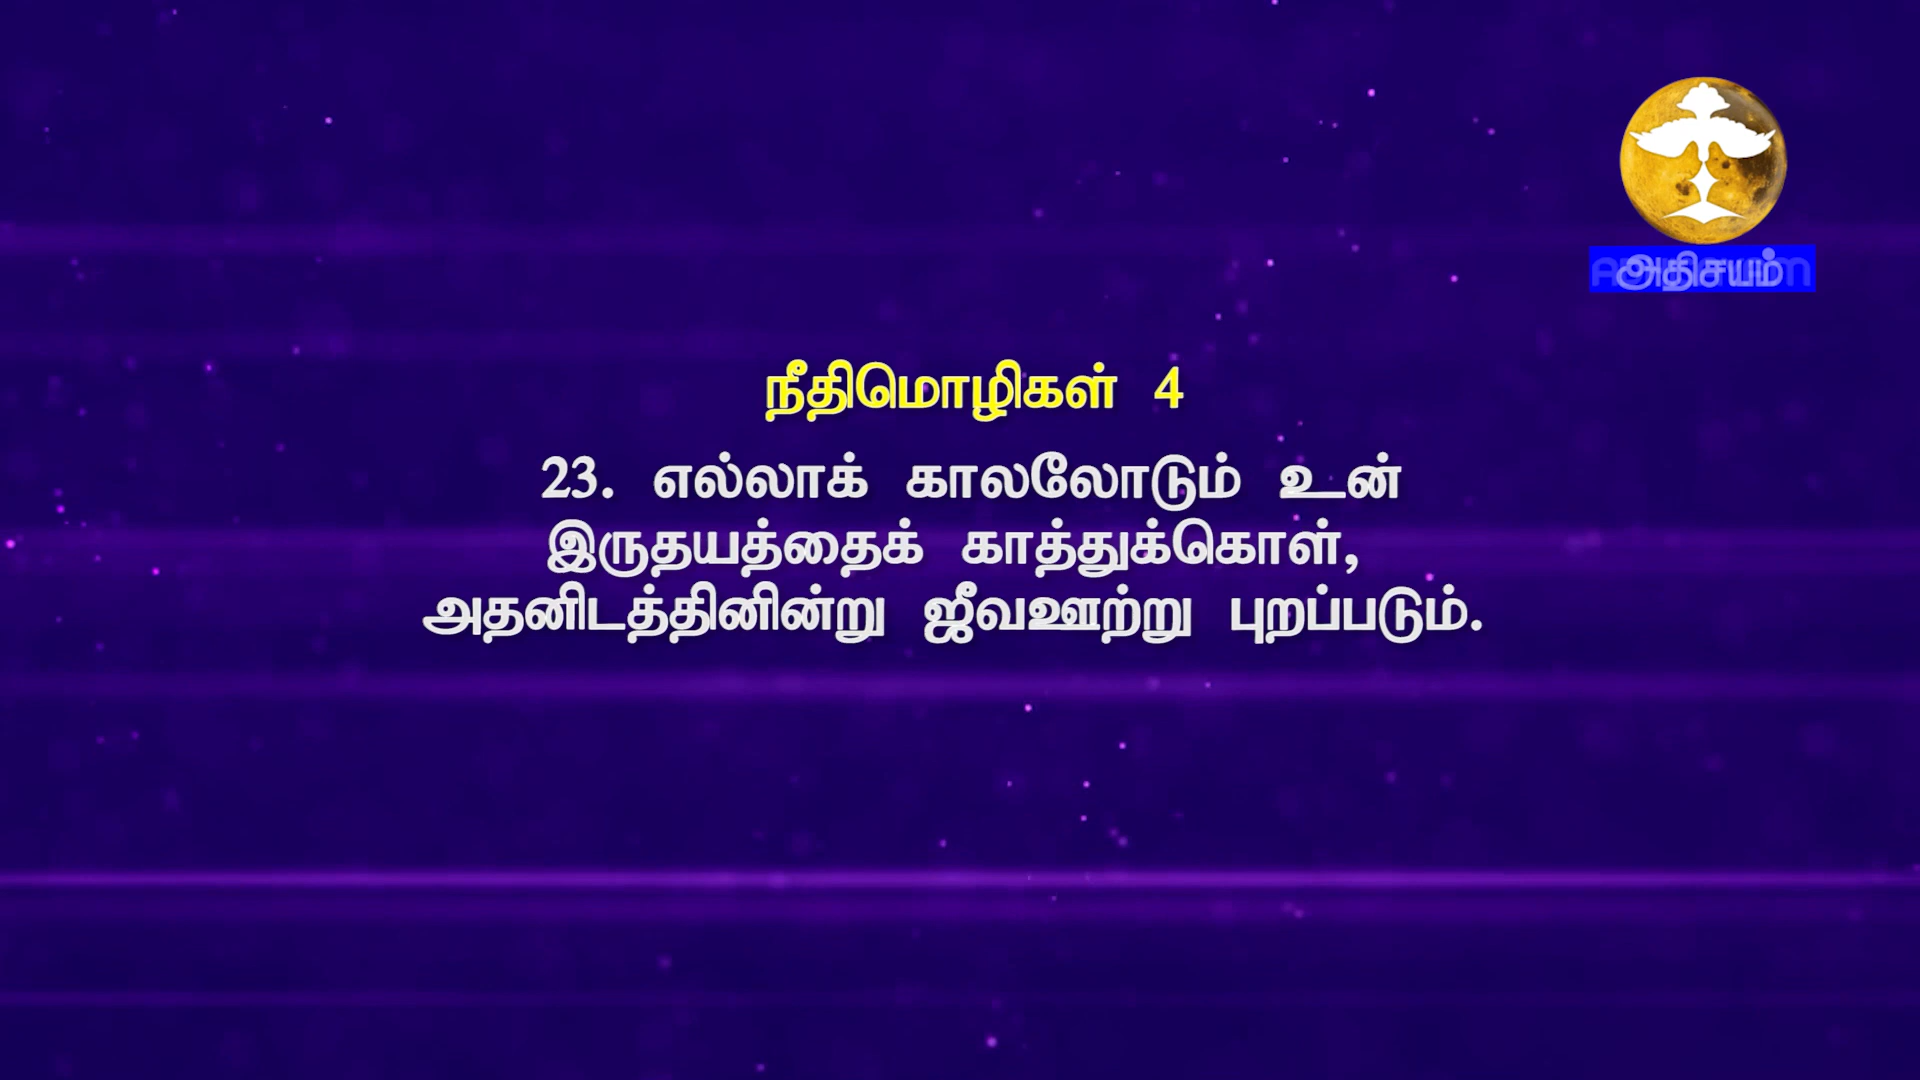 அதிசயம்
நீதிமொழிகள் 4
23. எல்லாக் காலலோடும் உன்
இருதயத்தைக் காத்துக்கொள்,
அதனிடத்தினின்று ஜீவஊற்று புறப்படும்.